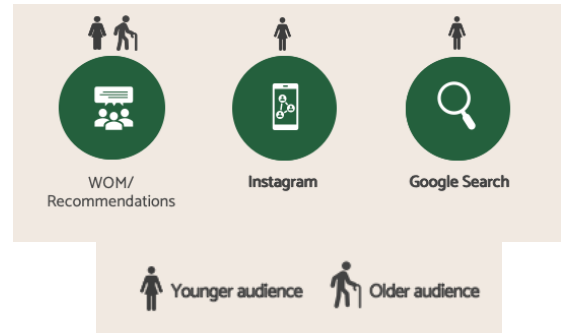 WOM/
Recommendations
Instagram
Google Search
Younger audience
Older audience